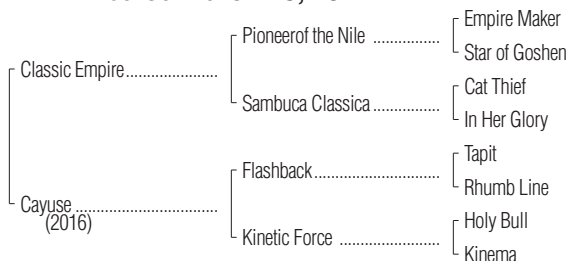 Empire Maker
Pioneerof the Nile ................
Star of Goshen
Classic Empire......................
Cat Thief
Sambuca Classica ................
In Her Glory
Tapit
Flashback..............................
Rhumb Line
Cayuse ..................................
(2016)
Holy Bull
Kinetic Force ........................
Kinema